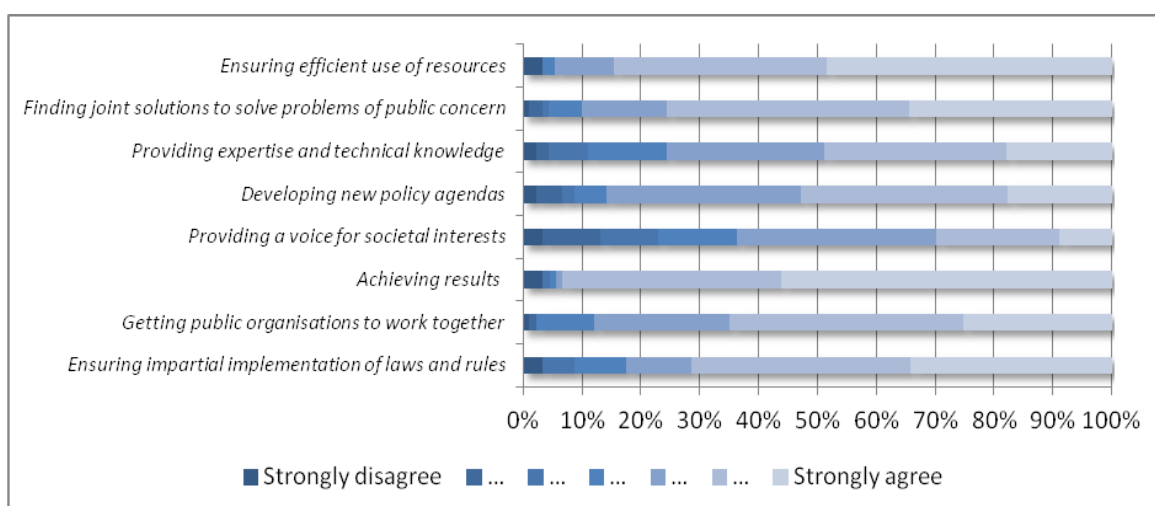 Ensuring efficient use of resources
Finding joint solutions to solve problems of public concern
Providing expertise and technical knowledge
Developing new policy agendas
Providing a voice for societal interests
Achieving results
Getting public organisations to work together
Ensuring impartial implementation of laws and rules
0% 10% 20% 30% 40% 50% 60% 70% 80% 90% 100%
Strongly disagree ... ... ... ... ... Strongly agree